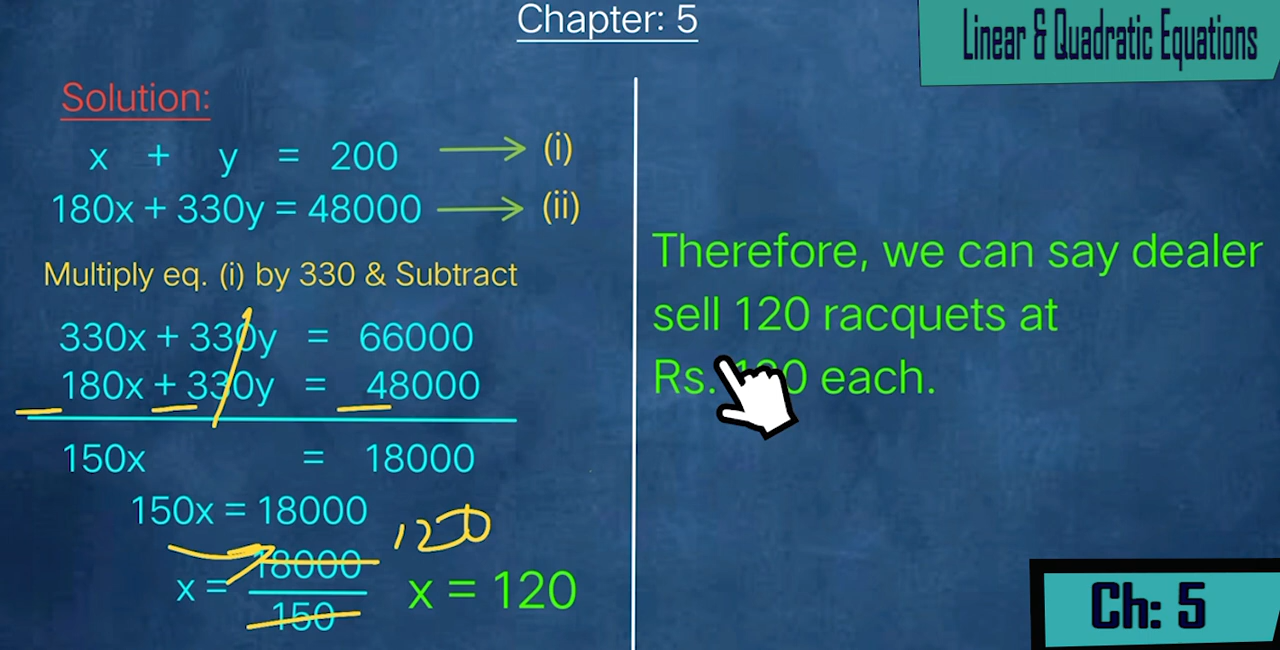 Chapter: 5
Linear & Quadratic Equations
Solution:
x + y = 200 → (i)
180x + 330y = 48000 → (ii)
Multiply eq. (i) by 330 & Subtract
330x + 330y = 66000
180x + 330y = 48000
150x = 18000
150x = 18000
120
x = 18000
150
x = 120
Therefore, we can say dealer
sell 120 racquets at
Rs. each.
Ch: 5